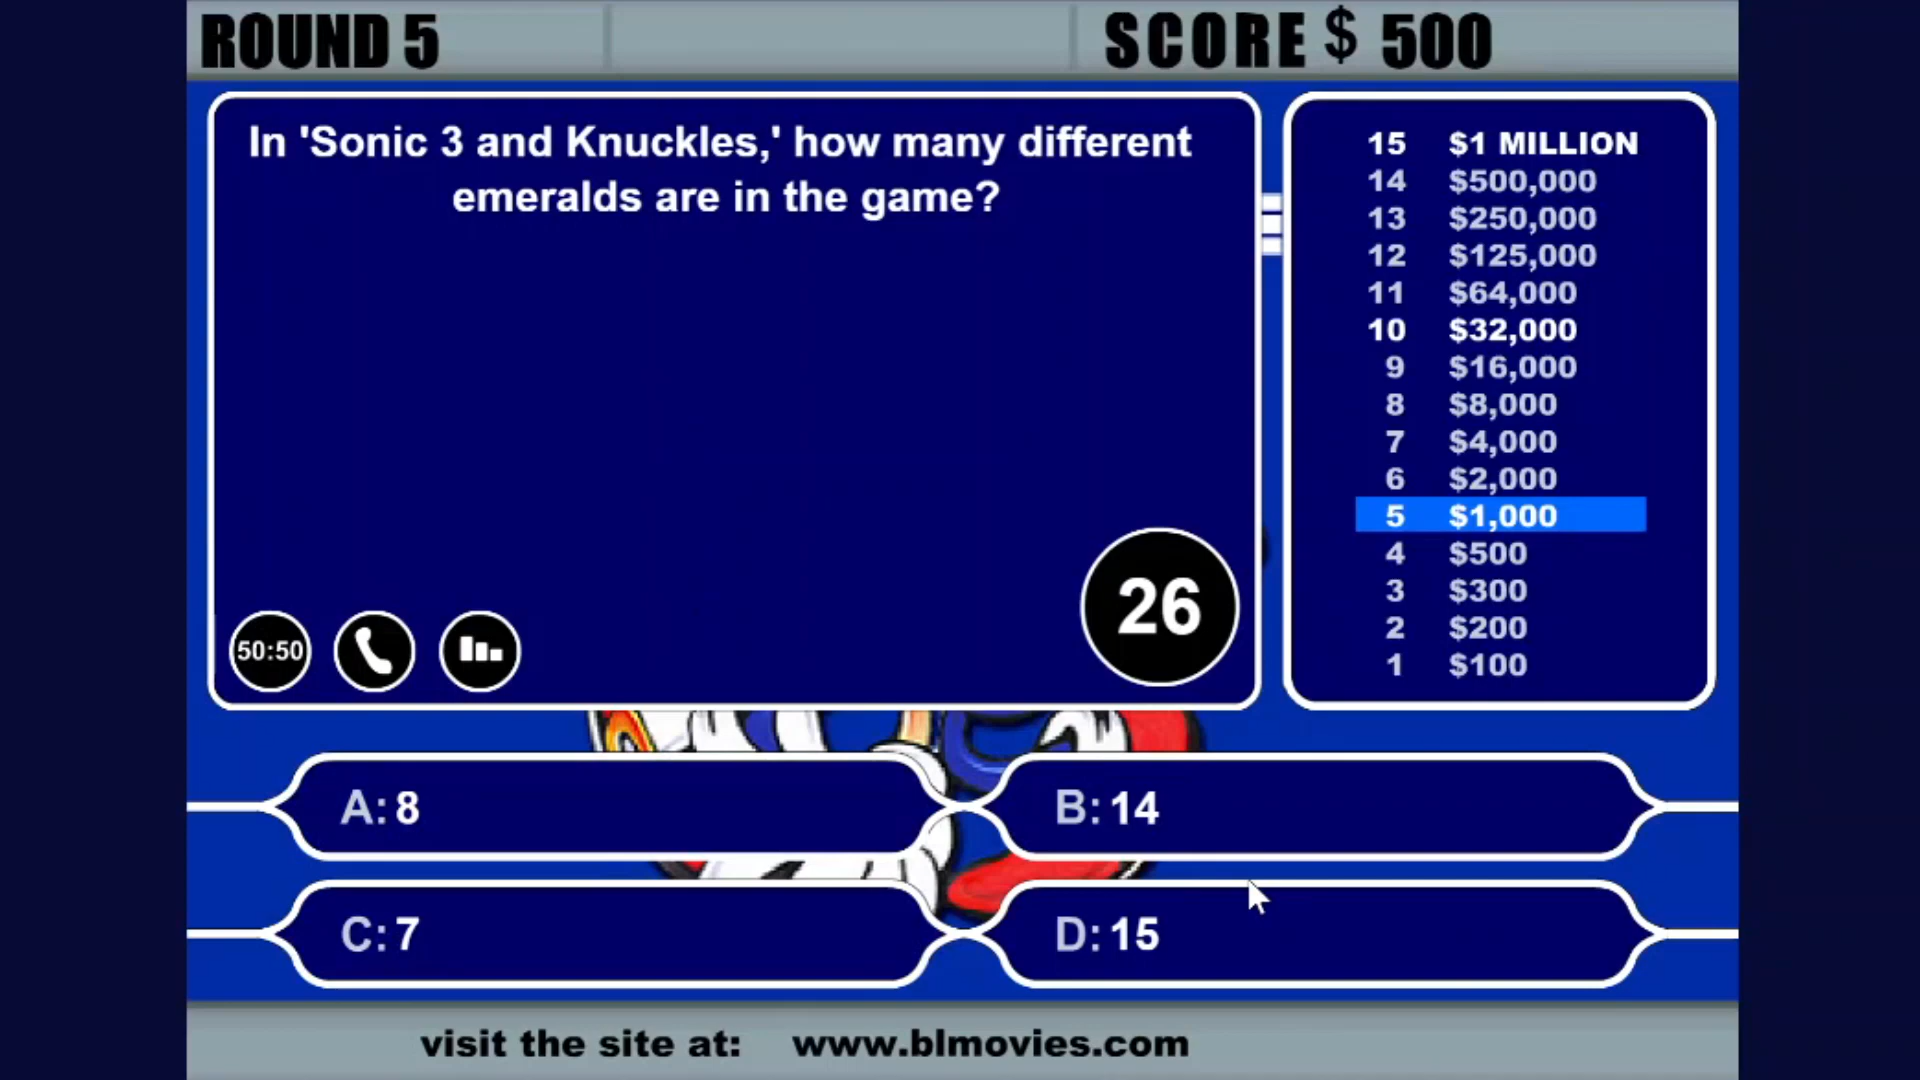 ROUND 5
SCORE $ 500
In 'Sonic 3 and Knuckles,' how many different
emeralds are in the game?
50:50
26
15 $1 MILLION
14 $500,000
13 $250,000
12 $125,000
11 $64,000
10 $32,000
9 $16,000
8 $8,000
7 $4,000
6 $2,000
5 $1,000
4 $500
3 $300
2 $200
1 $100
A: 8
B: 14
C: 7
D: 15
visit the site at: www.blmovies.com